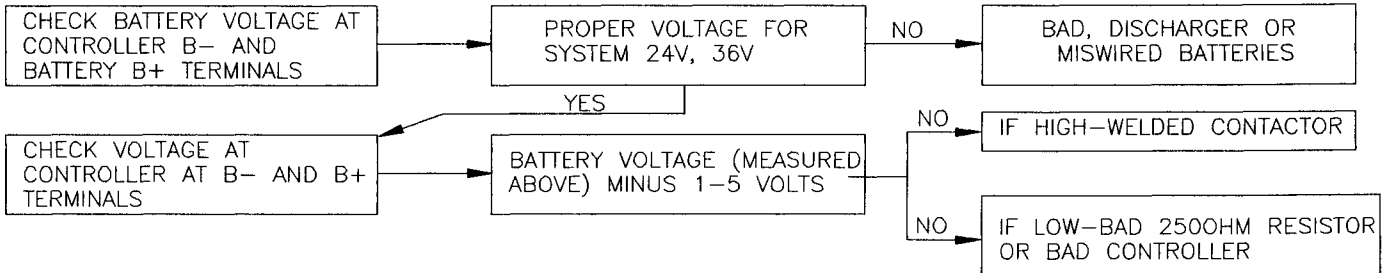 CHECK BATTERY VOLTAGE AT
CONTROLLER B- AND
BATTERY B+ TERMINALS
PROPER VOLTAGE FOR
SYSTEM 24V, 36V
NO
BAD, DISCHARGER OR
MISWIRED BATTERIES
YES
CHECK VOLTAGE AT
CONTROLLER AT B- AND B+
TERMINALS
BATTERY VOLTAGE (MEASURED
ABOVE) MINUS 1-5 VOLTS
NO
IF HIGH-WELDED CONTACTOR
NO
IF LOW-BAD 250OHM RESISTOR
OR BAD CONTROLLER